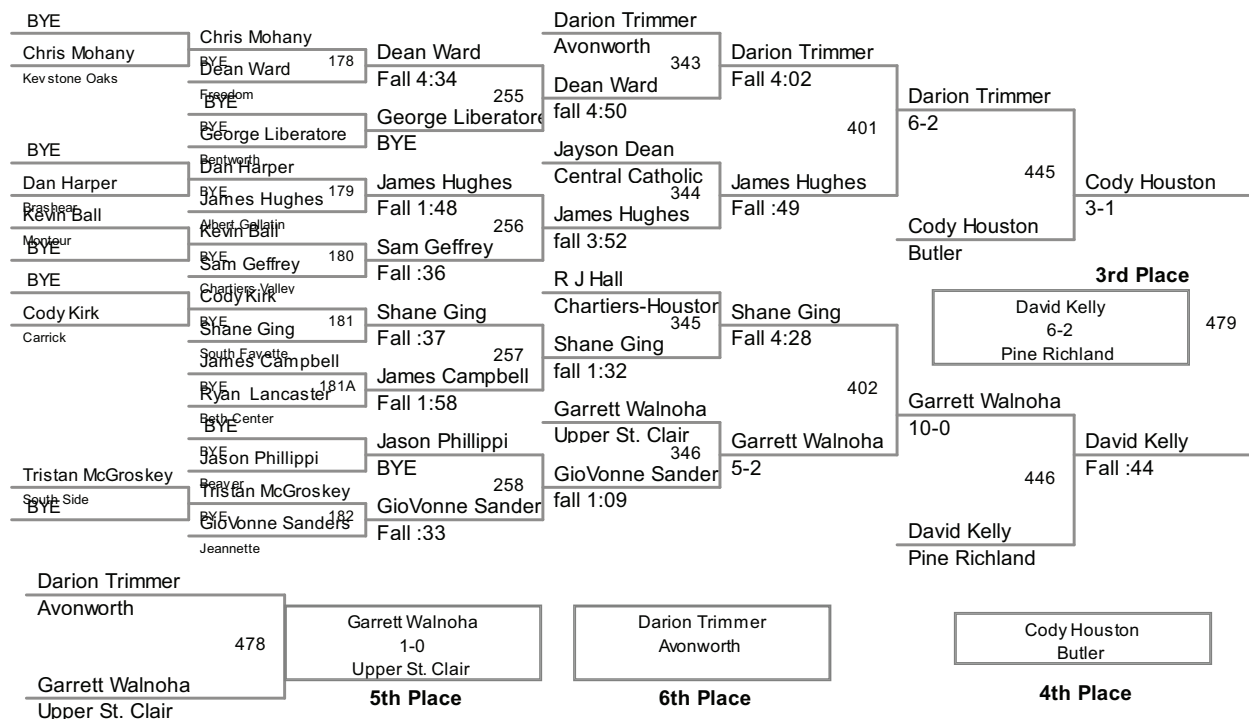 BYE
Chris Mohany
Keystone Oaks
BYE
Dan Harper
Brashear
Kevin Ball
Montour
BYE
BYE
Cody Kirk
Carrick
Tristan McGroskey
South Side
BYE
Chris Mohany
BYE 178
Dean Ward
Freedom
BYE
BYE
George Liberatore
Bentworth
Dan Harper
BYE 179
James Hughes
Albert Gallatin
Kevin Ball
BYE 180
Sam Geffrey
Chartiers Valley
Cody Kirk
BYE 181
Shane Ging
South Fayette
James Campbell
BYE 181A
Ryan Lancaster
Beth Center
BYE
BYE
Jason Phillippi
Beaver
Tristan McGroskey
BYE 182
GioVonne Sanders
Jeannette
Dean Ward
Fall 4:34
255
George Liberatore
BYE
James Hughes
Fall 1:48
256
Sam Geffrey
Fall :36
Shane Ging
Fall :37
257
James Campbell
Fall 1:58
Jason Phillippi
BYE
258
GioVonne Sander
Fall :33
Darion Trimmer
Avonworth
343
Dean Ward
fall 4:50
Jayson Dean
Central Catholic
344
James Hughes
fall 3:52
R J Hall
Chartiers-Houston
345
Shane Ging
fall 1:32
Garrett Walnoha
Upper St. Clair
346
GioVonne Sander
fall 1:09
Darion Trimmer
Fall 4:02
401
James Hughes
Fall :49
Shane Ging
Fall 4:28
402
Garrett Walnoha
5-2
Darion Trimmer
6-2
445
Cody Houston
Butler
Cody Houston
3-1
3rd Place
David Kelly
6-2
Pine Richland
479
Garrett Walnoha
10-0
446
David Kelly
Pine Richland
David Kelly
Fall :44
Darion Trimmer
Avonworth
478
Garrett Walnoha
Upper St. Clair
Garrett Walnoha
1-0
Upper St. Clair
5th Place
Darion Trimmer
Avonworth
6th Place
Cody Houston
Butler
4th Place